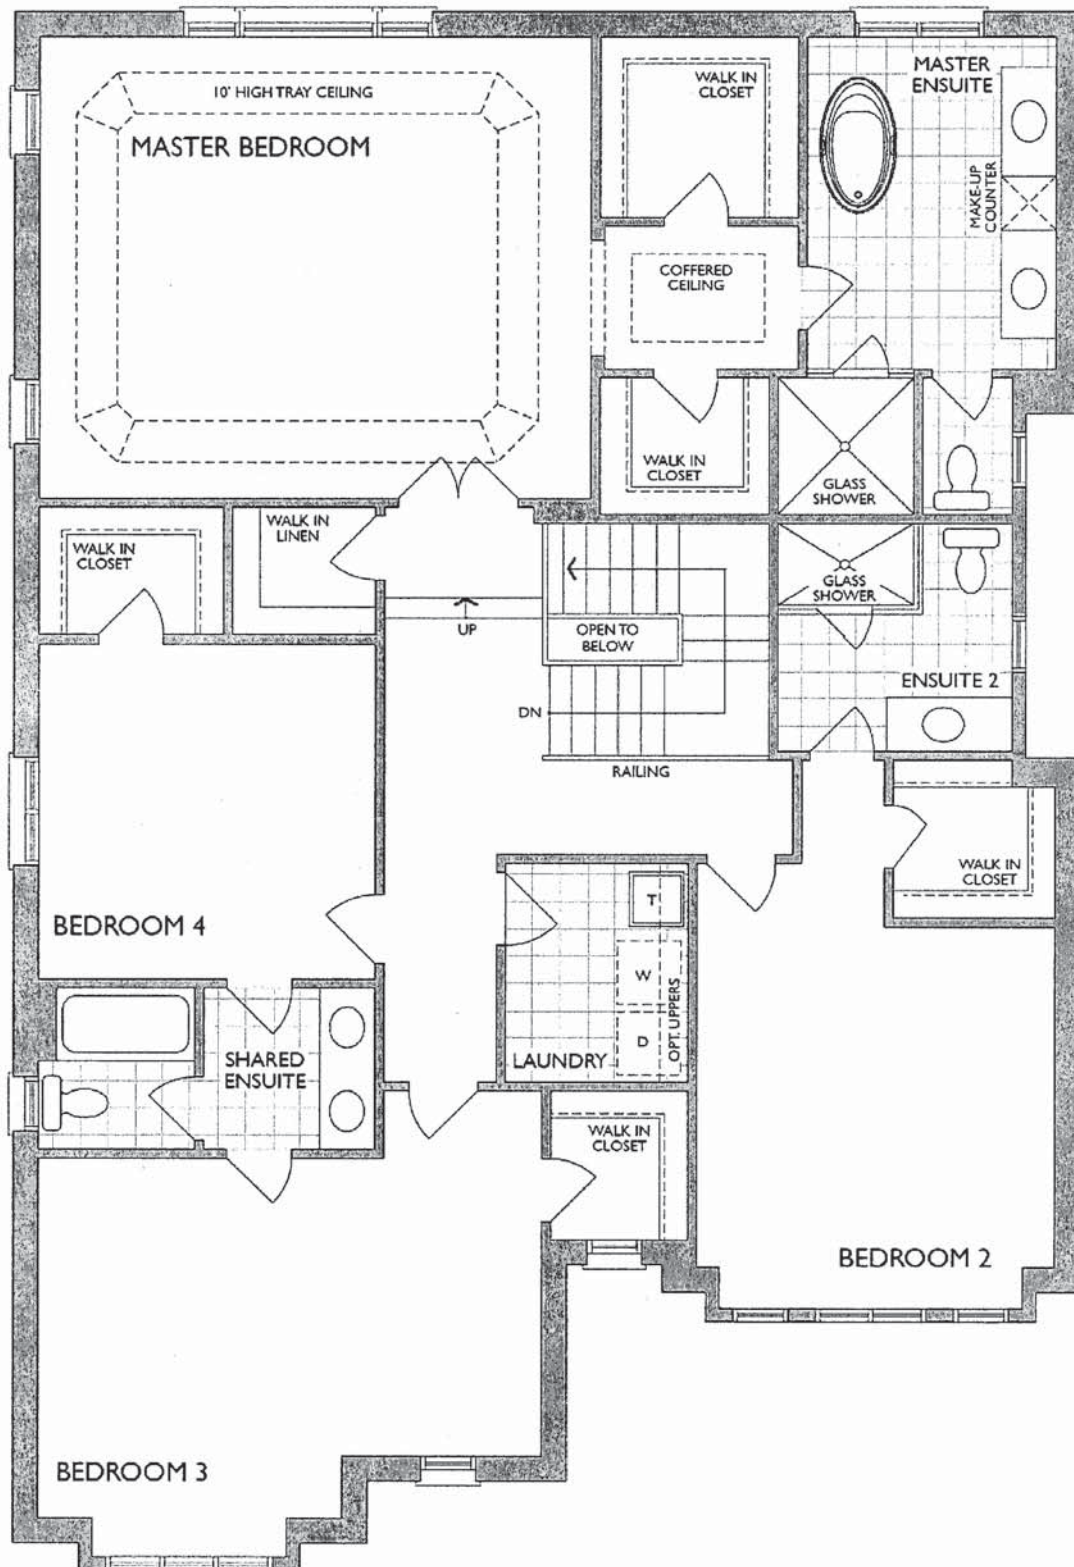 10' HIGH TRAY CEILING
MASTER BEDROOM
WALK IN
CLOSET
MASTER
ENSUITE
MAKE-UP
COUNTER
COFFERED
CEILING
WALK IN
CLOSET
GLASS
SHOWER
WALK IN
CLOSET
WALK IN
LINEN
UP
OPEN TO
BELOW
DN
RAILING
GLASS
SHOWER
ENSUITE 2
WALK IN
CLOSET
BEDROOM 4
T
W
D
OPT. UPPERS
LAUNDRY
SHARED
ENSUITE
WALK IN
CLOSET
BEDROOM 2
BEDROOM 3